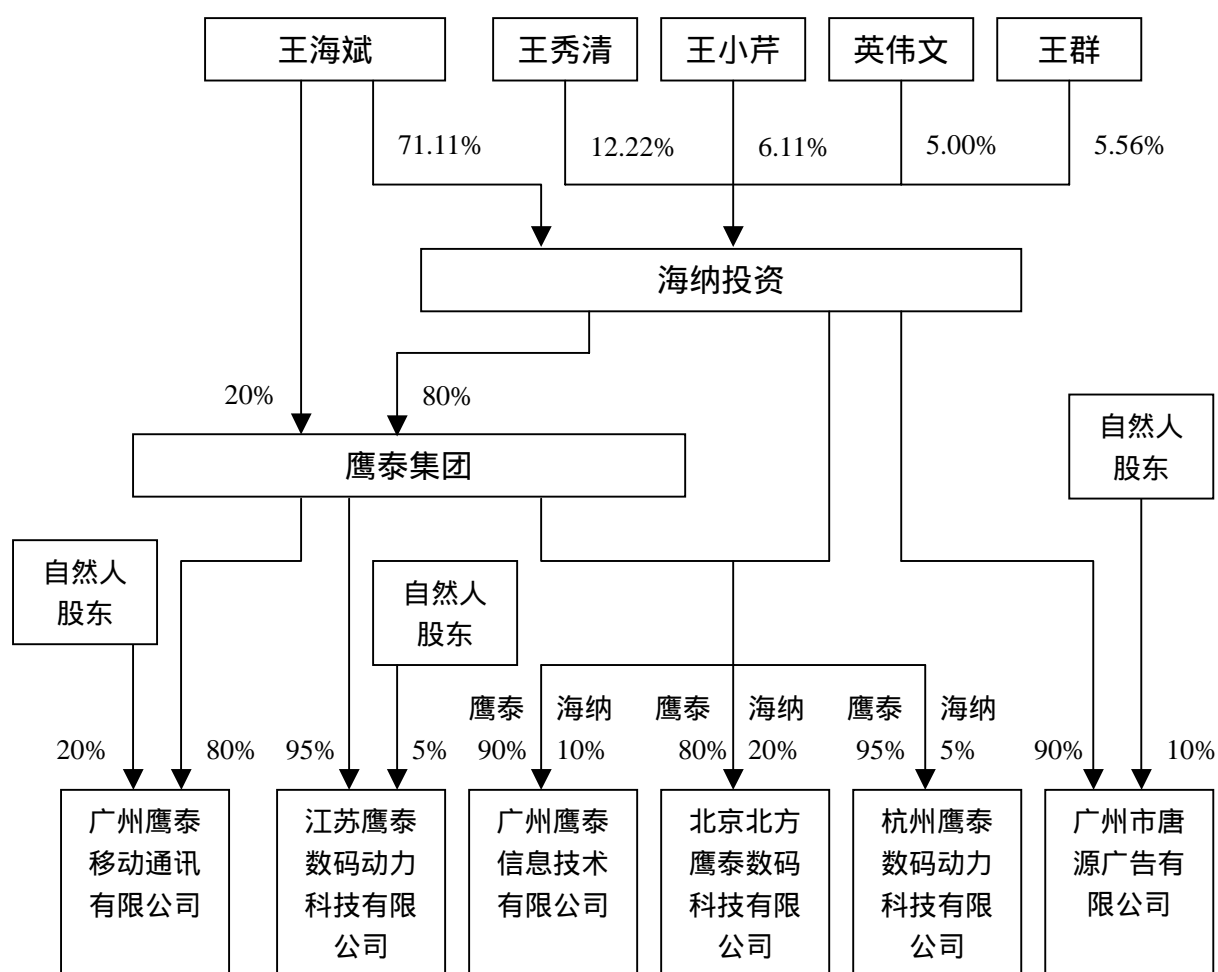 王海斌
王秀清
王小芹
英伟文
王群
71.11%
12.22%
6.11%
5.00%
5.56%
海纳投资
20%
80%
自然人
股东
鹰泰集团
自然人
股东
自然人
股东
鹰泰
海纳
鹰泰
海纳
鹰泰
海纳
20%
80%
95%
5%
90%
10%
80%
20%
95%
5%
90%
10%
广州鹰泰
移动通讯
有限公司
江苏鹰泰
数码动力
科技有限
公司
广州鹰泰
信息技术
有限公司
北京北方
鹰泰数码
科技有限
公司
杭州鹰泰
数码动力
科技有限
公司
广州市唐
源广告有
限公司